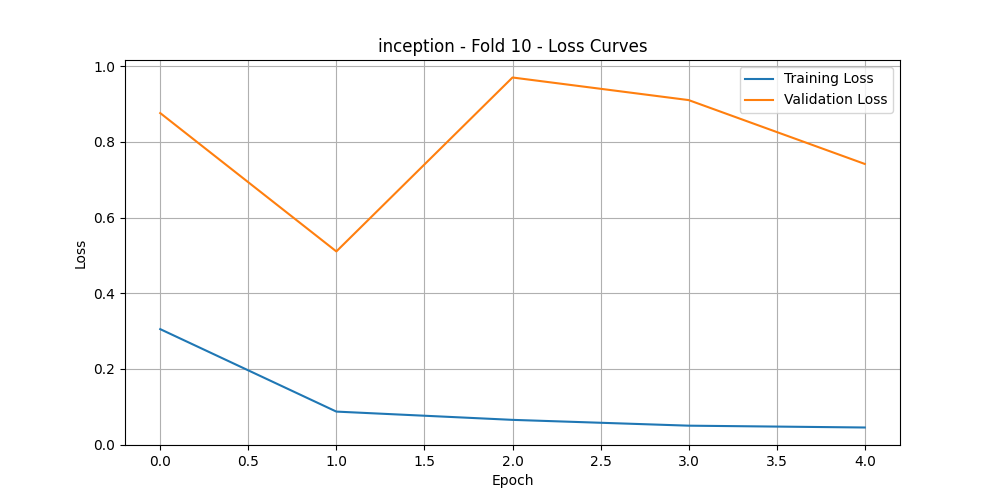 inception - Fold 10 - Loss Curves
Training Loss
Validation Loss
Loss
1.0
0.8
0.6
0.4
0.2
0.0
0.0 0.5 1.0 1.5 2.0 2.5 3.0 3.5 4.0
Epoch